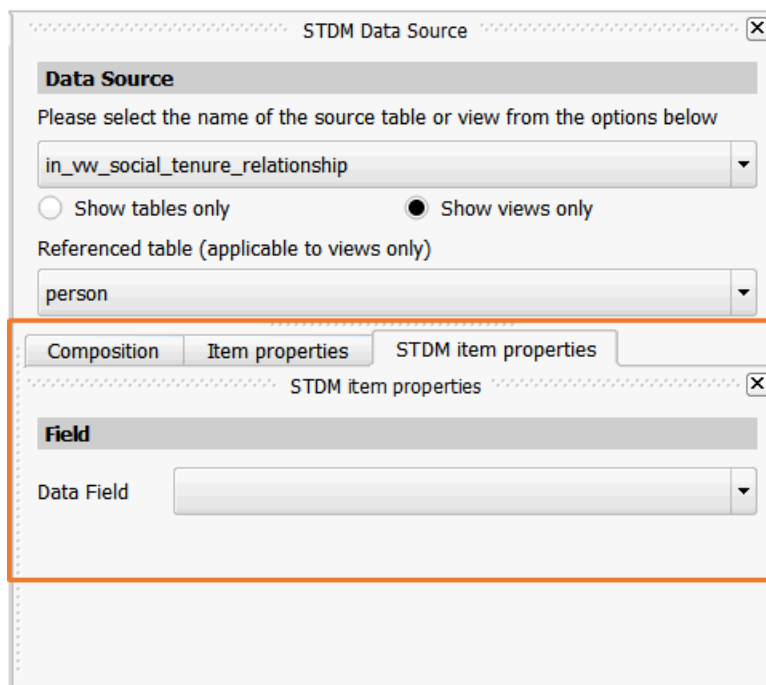 STDM Data Source
Data Source
Please select the name of the source table or view from the options below
in_vw_social_tenure_relationship
Show tables only Show views only
Referenced table (applicable to views only)
person
Composition Item properties STDM item properties
STDM item properties
Field
Data Field